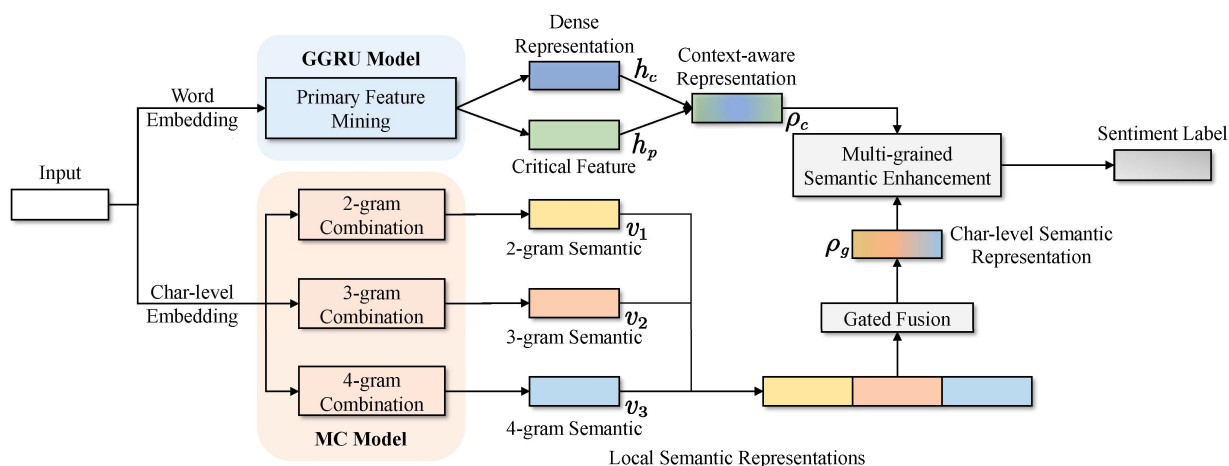 Input
Word
Embedding
Char-level
Embedding
GGRU Model
Primary Feature
Mining
Dense
Representation
h_c
h_p
Critical Feature
Context-aware
Representation
ρ_c
Multi-grained
Semantic Enhancement
Sentiment Label
2-gram
Combination
v_1
2-gram Semantic
3-gram
Combination
v_2
3-gram Semantic
4-gram
Combination
v_3
4-gram Semantic
MC Model
ρ_g
Char-level Semantic
Representation
Gated Fusion
Local Semantic Representations